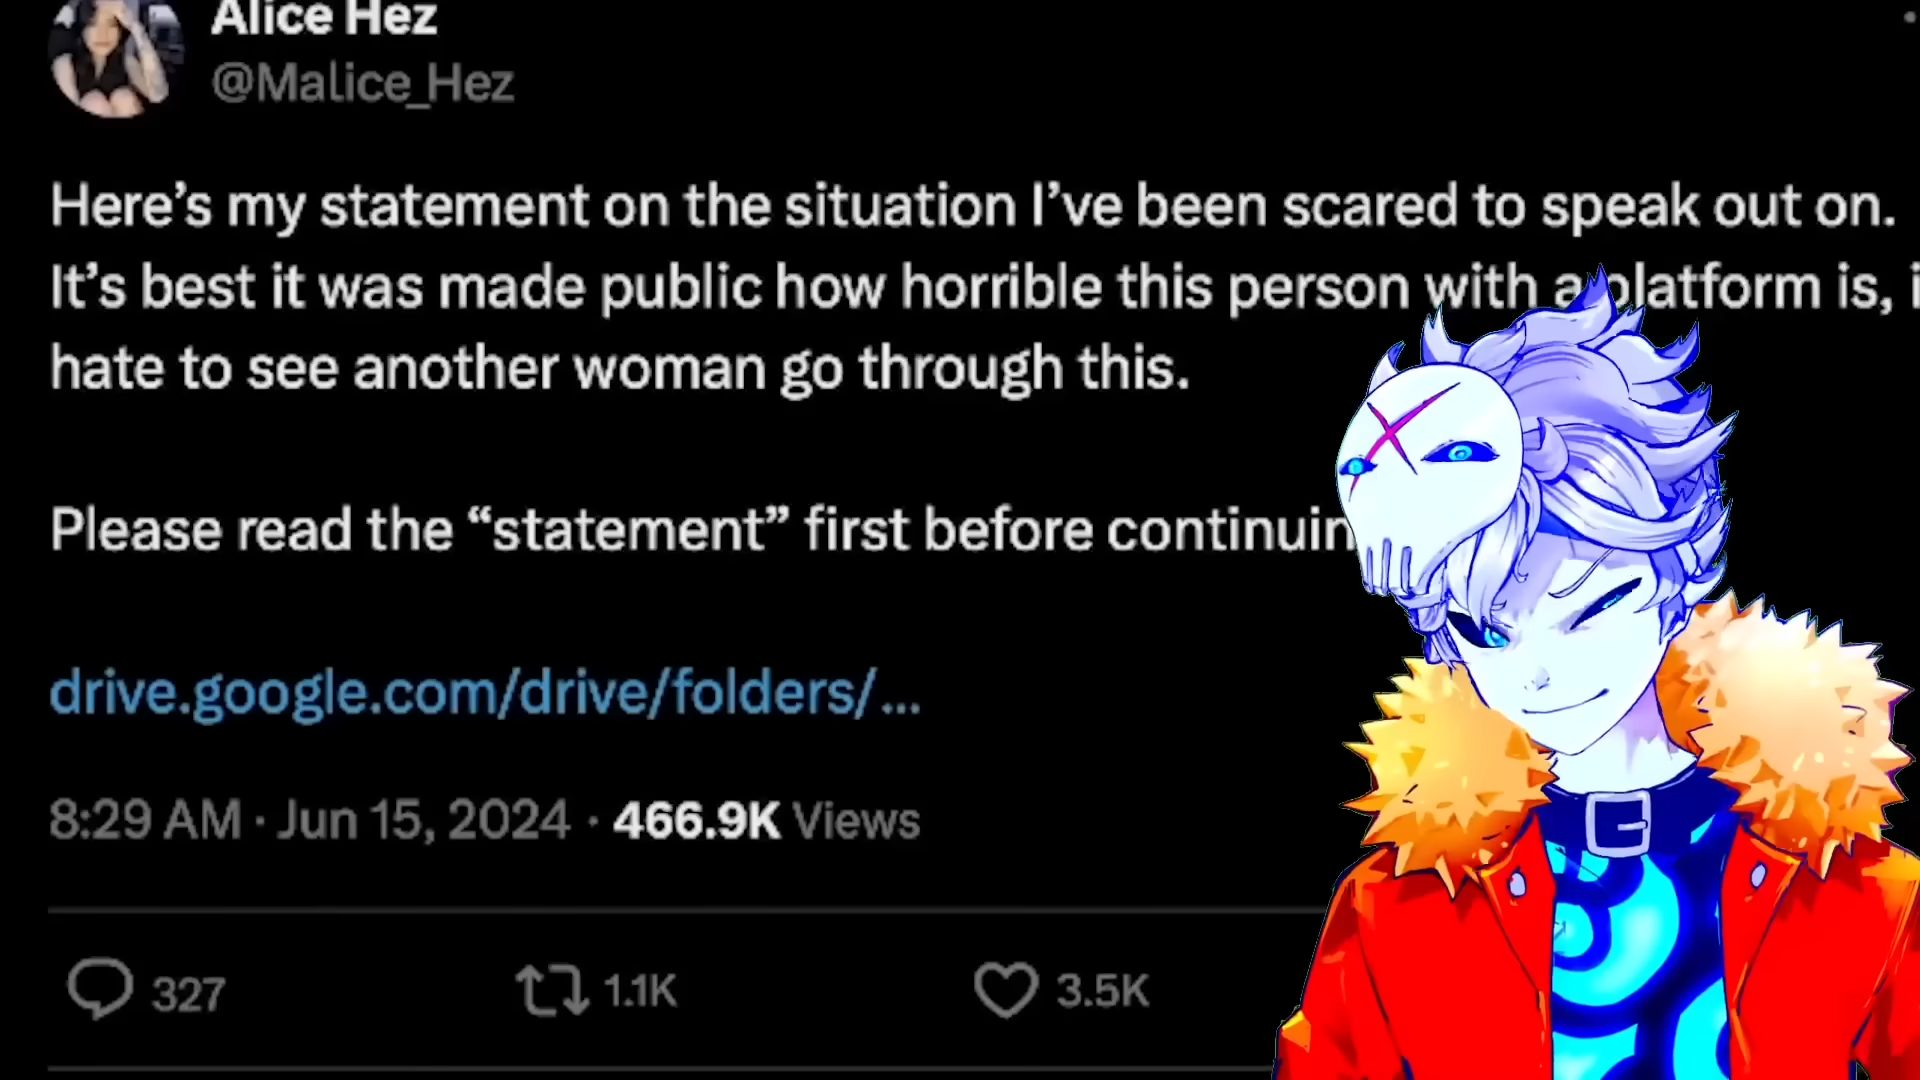 Alice Hez
@Malice_Hez
Here’s my statement on the situation I’ve been scared to speak out on.
It’s best it was made public how horrible this person with a platform is, i
hate to see another woman go through this.
Please read the “statement” first before continuin
drive.google.com/drive/folders/...
8:29 AM · Jun 15, 2024 · 466.9K Views
327 1.1K 3.5K